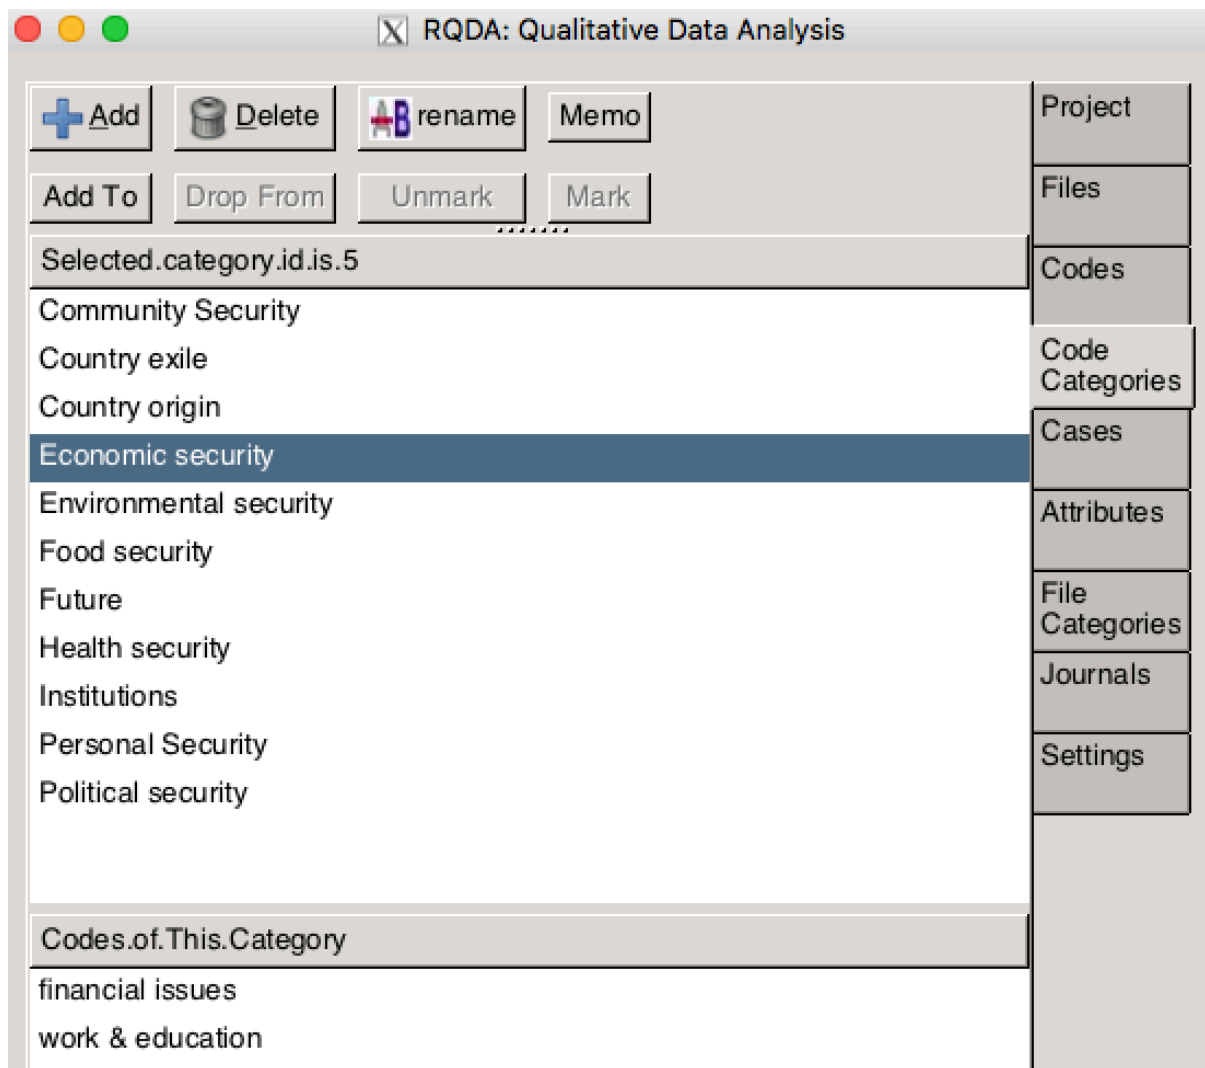 RQDA: Qualitative Data Analysis
Add Delete rename Memo
Add To Drop From Unmark Mark
Selected.category.id.is.5
Community Security
Country exile
Country origin
Economic security
Environmental security
Food security
Future
Health security
Institutions
Personal Security
Political security
Codes.of.This.Category
financial issues
work & education
Project
Files
Codes
Code
Categories
Cases
Attributes
File
Categories
Journals
Settings